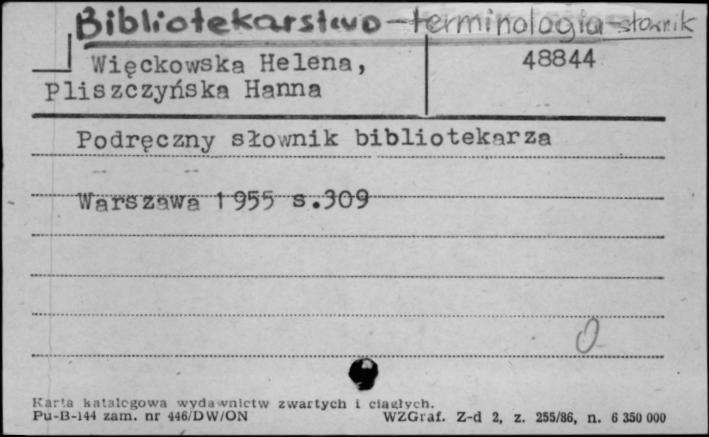 Bibliotekarstwo - terminologia - słownik
Więckowska Helena,
48844
Pliszczyńska Hanna
Podręczny słownik bibliotekarza
Warszawa 1955 s.309
0
Karta katalogowa wydawnictw zwartych i ciągłych.
Pu-B-144 zam. nr 446/DW/ON
WZGraf. Z-d 2, z. 255/86, n. 6 350 000